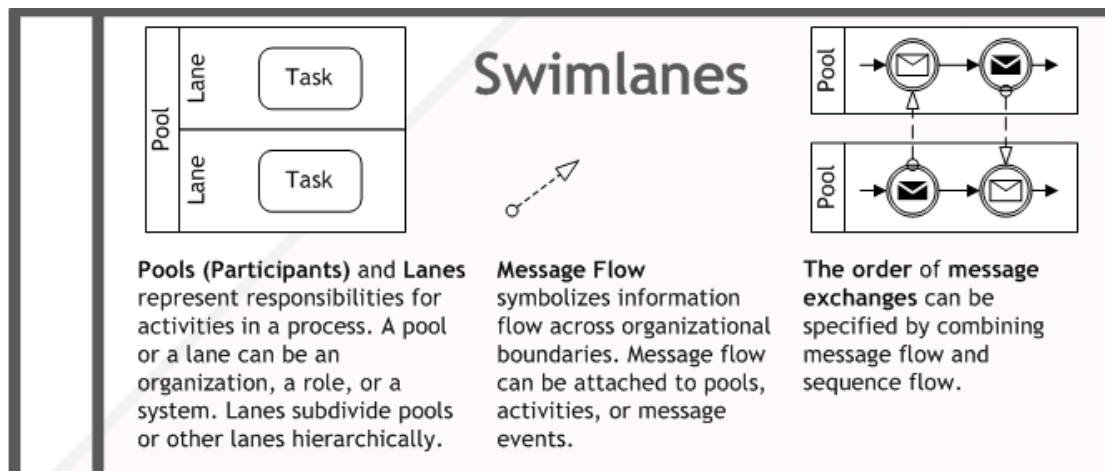 Swimlanes
Pool
Lane
Task
Lane
Task
Pool
Pool
Pools (Participants) and Lanes
represent responsibilities for
activities in a process. A pool
or a lane can be an
organization, a role, or a
system. Lanes subdivide pools
or other lanes hierarchically.
Message Flow
symbolizes information
flow across organizational
boundaries. Message flow
can be attached to pools,
activities, or message
events.
The order of message
exchanges can be
specified by combining
message flow and
sequence flow.